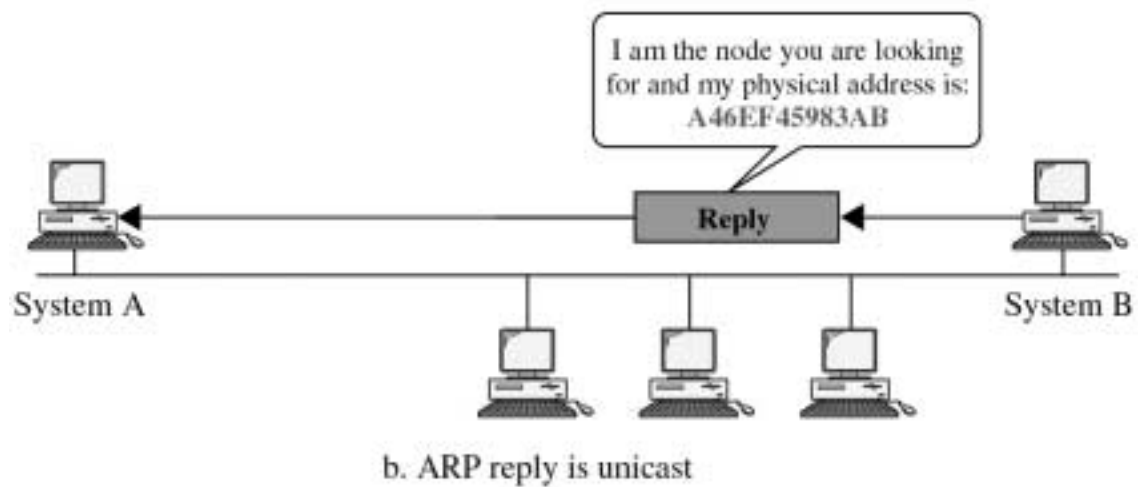 I am the node you are looking
for and my physical address is:
A46EF45983AB
Reply
System A
System B
b. ARP reply is unicast